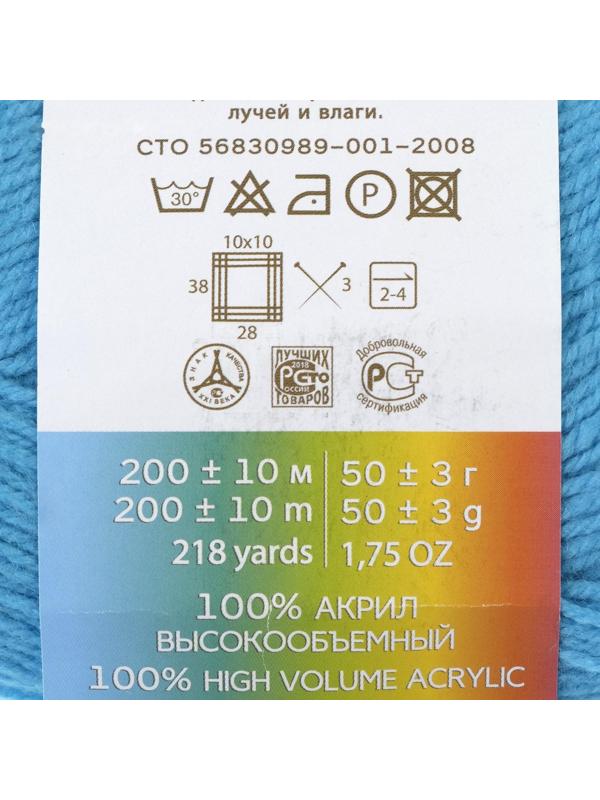 лучей и влаги.
СТО 56830989-001-2008
30° P
10x10
38 3 2-4
28
ЗНАК КАЧЕСТВА XXI ВЕКА
100 ЛУЧШИХ ТОВАРОВ РОССИИ 2018
Добровольная
РСТ
сертификация
200 ± 10 м 50 ± 3 г
200 ± 10 m 50 ± 3 g
218 yards 1,75 OZ
100% АКРИЛ
ВЫСОКООБЪЕМНЫЙ
100% HIGH VOLUME ACRYLIC